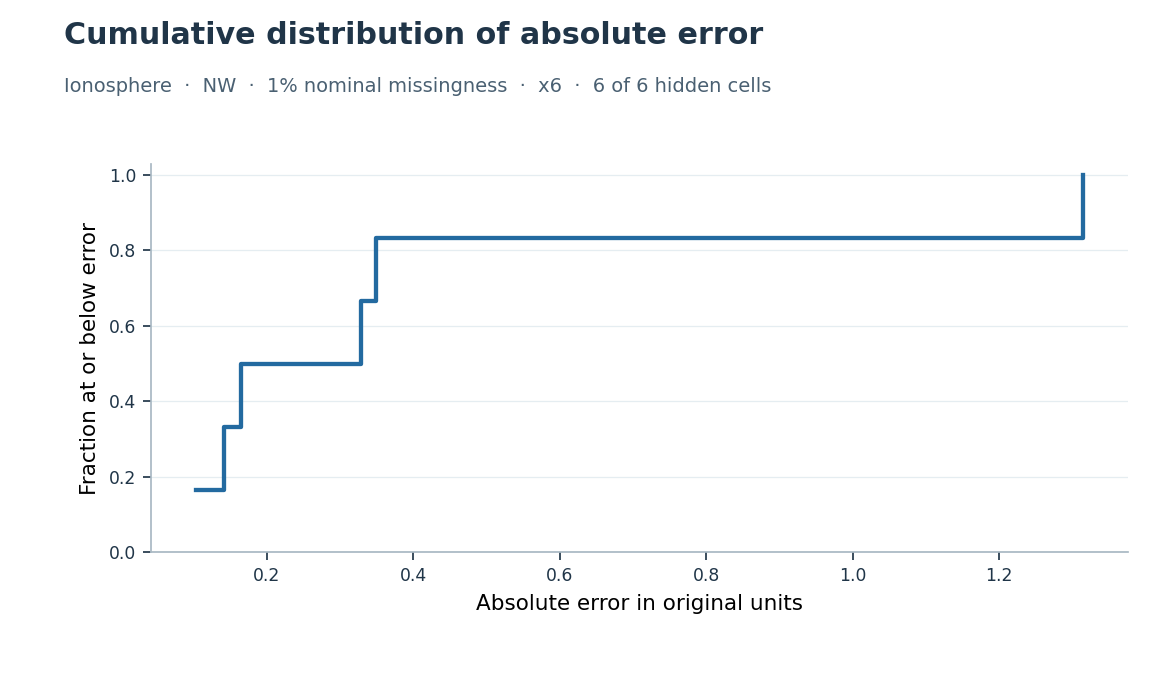 Cumulative distribution of absolute error
Ionosphere · NW · 1% nominal missingness · x6 · 6 of 6 hidden cells
Fraction at or below error
1.0
0.8
0.6
0.4
0.2
0.0
0.2 0.4 0.6 0.8 1.0 1.2
Absolute error in original units